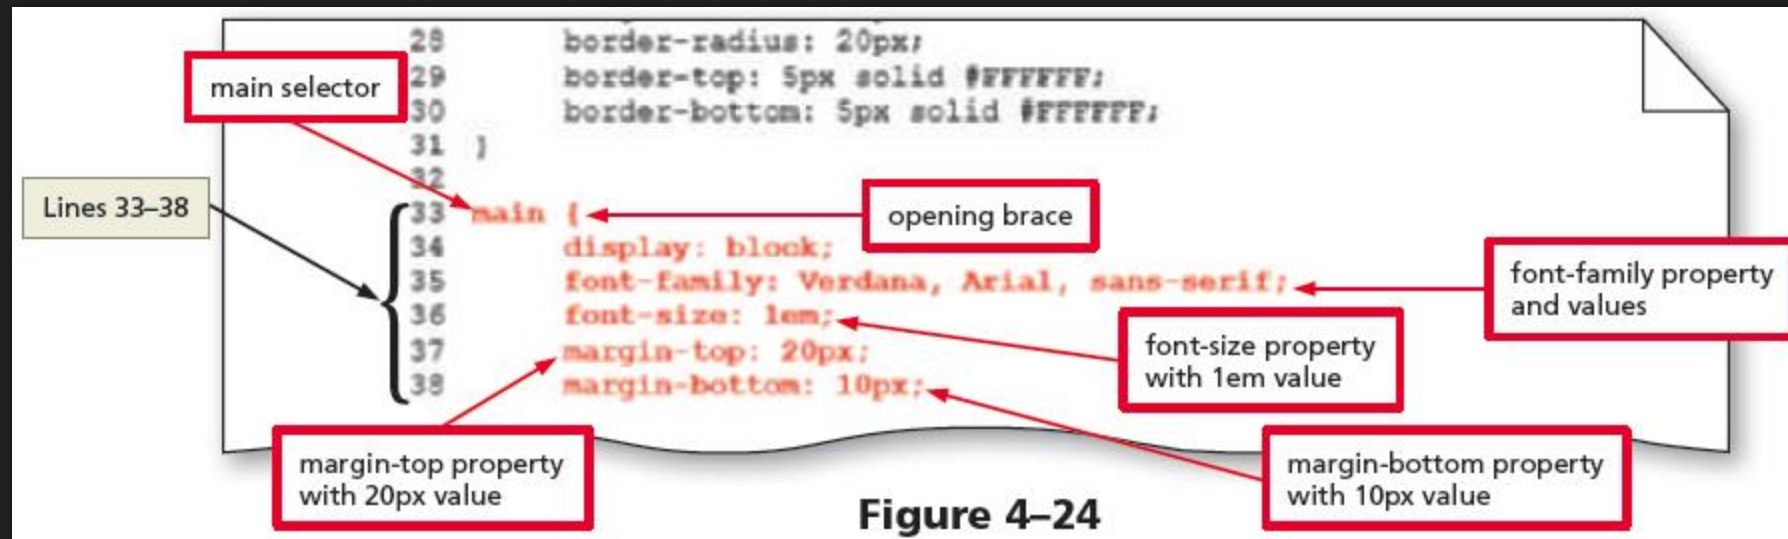 28 border-radius: 20px;
main selector
29 border-top: 5px solid #FFFFFF;
30 border-bottom: 5px solid #FFFFFF;
31 }
32
Lines 33–38
33 main {
opening brace
34 display: block;
35 font-family: Verdana, Arial, sans-serif;
font-family property
and values
36 font-size: 1em;
font-size property
with 1em value
37 margin-top: 20px;
38 margin-bottom: 10px;
margin-top property
with 20px value
margin-bottom property
with 10px value
Figure 4–24